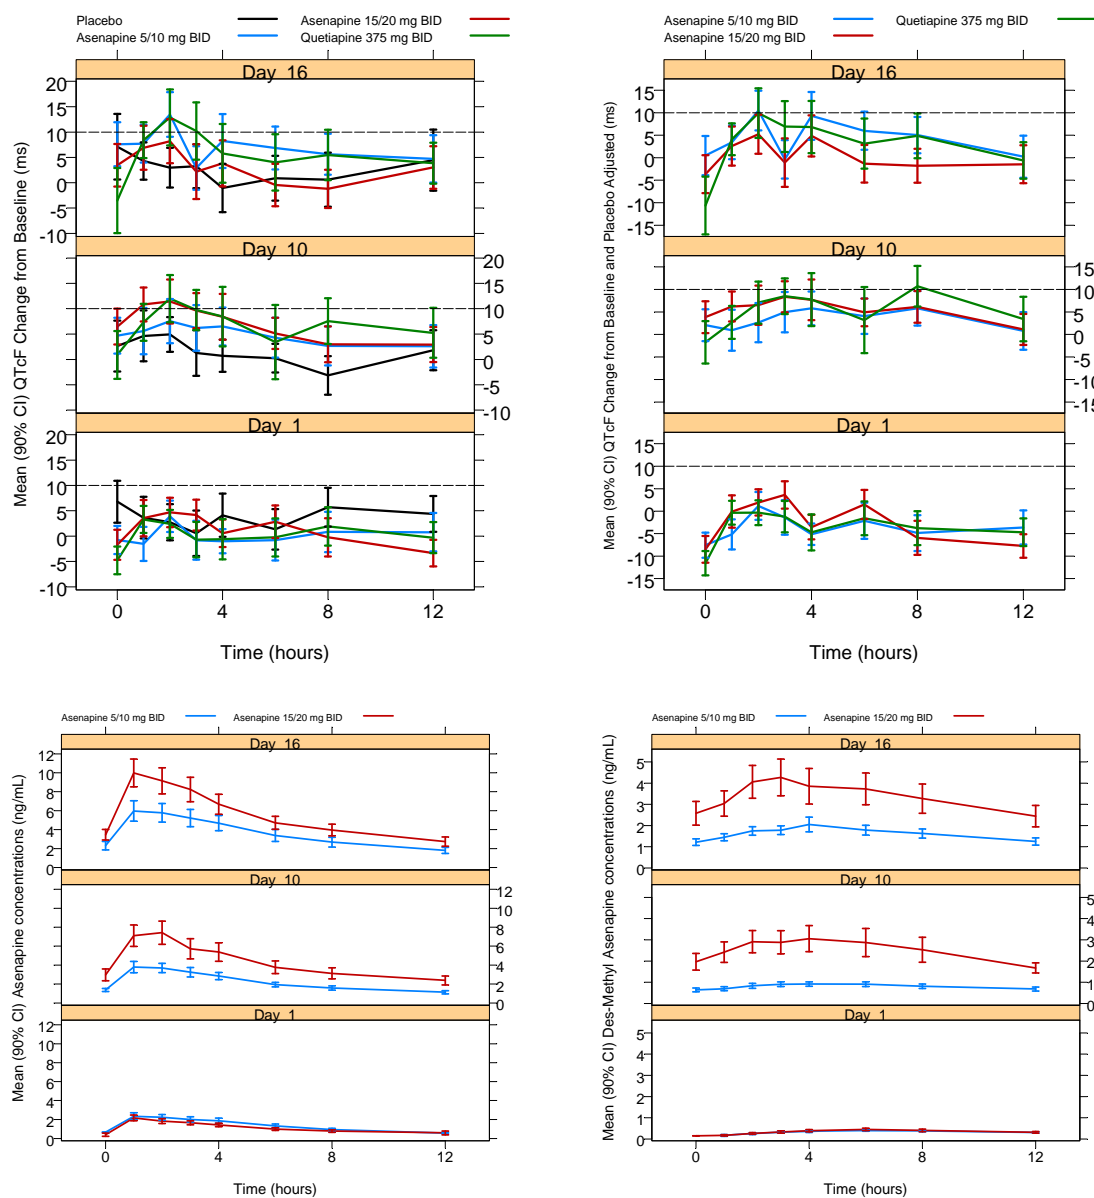 Placebo
Asenapine 15/20 mg BID
Asenapine 5/10 mg BID
Quetiapine 375 mg BID
Mean (90% CI) QTcF Change from Baseline (ms)
Day 16
20
15
10
5
0
-5
-10
Day 10
20
15
10
5
0
-5
-10
Day 1
20
15
10
5
0
-5
-10
0 4 8 12
Time (hours)
Asenapine 5/10 mg BID
Quetiapine 375 mg BID
Asenapine 15/20 mg BID
Mean (90% CI) QTcF Change from Baseline and Placebo Adjusted (ms)
Day 16
15
10
5
0
-5
-10
-15
Day 10
15
10
5
0
-5
-10
-15
Day 1
15
10
5
0
-5
-10
-15
0 4 8 12
Time (hours)
Asenapine 5/10 mg BID
Asenapine 15/20 mg BID
Mean (90% CI) Asenapine concentrations (ng/mL)
Day 16
12
10
8
6
4
2
0
Day 10
12
10
8
6
4
2
0
Day 1
12
10
8
6
4
2
0
0 4 8 12
Time (hours)
Asenapine 5/10 mg BID
Asenapine 15/20 mg BID
Mean (90% CI) Des-Methyl Asenapine concentrations (ng/mL)
Day 16
5
4
3
2
1
0
Day 10
5
4
3
2
1
0
Day 1
5
4
3
2
1
0
0 4 8 12
Time (hours)